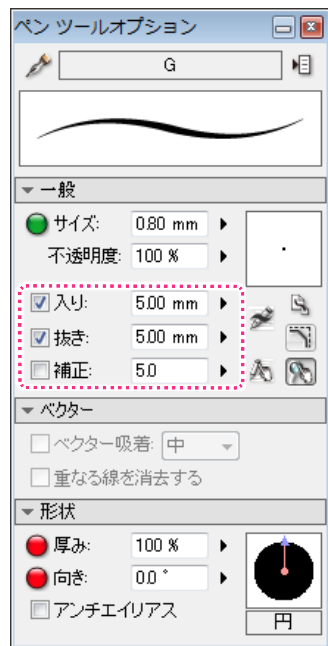 ペン ツールオプション
G
一般
サイズ: 0.80 mm
不透明度: 100 %
入り: 5.00 mm
抜き: 5.00 mm
補正: 5.0
ベクター
ベクター吸着: 中
重なる線を消去する
形状
厚み: 100 %
向き: 0.0 °
アンチエイリアス
円